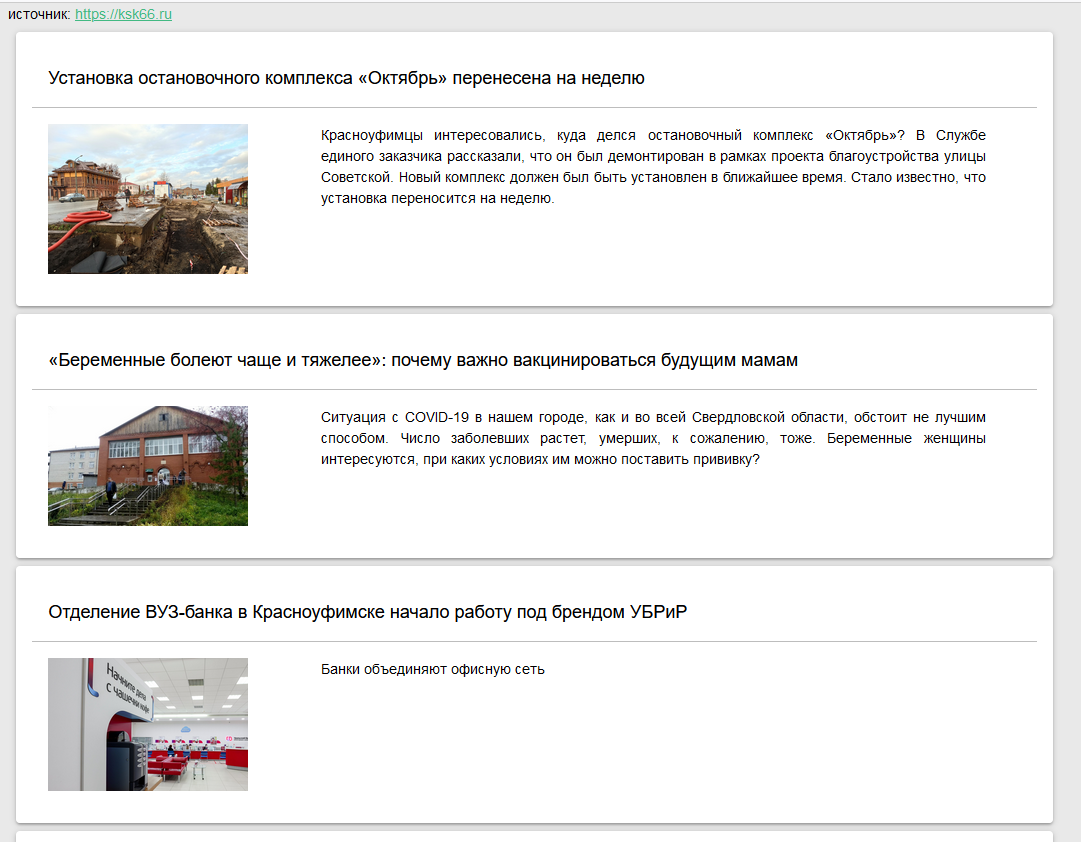 источник: https://ksk66.ru
Установка остановочного комплекса «Октябрь» перенесена на неделю
Красноуфимцы интересовались, куда делся остановочный комплекс «Октябрь»? В Службе
единого заказчика рассказали, что он был демонтирован в рамках проекта благоустройства улицы
Советской. Новый комплекс должен был быть установлен в ближайшее время. Стало известно, что
установка переносится на неделю.
«Беременные болеют чаще и тяжелее»: почему важно вакцинироваться будущим мамам
Ситуация с COVID-19 в нашем городе, как и во всей Свердловской области, обстоит не лучшим
способом. Число заболевших растет, умерших, к сожалению, тоже. Беременные женщины
интересуются, при каких условиях им можно поставить прививку?
Отделение ВУЗ-банка в Красноуфимске начало работу под брендом УБРиР
Начните день
с чашечки кофе
Банки объединяют офисную сеть